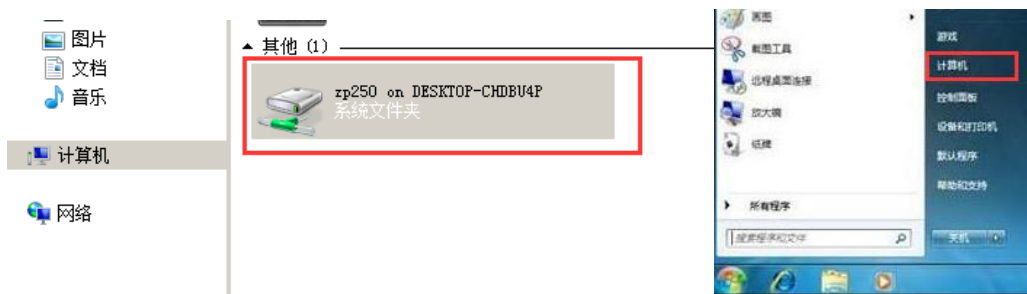 图片
文档
音乐
计算机
网络
其他 (1)
zp250 on DESKTOP-CHDBU4P
系统文件夹
画图
截图工具
远程桌面连接
放大镜
纸牌
所有程序
搜索程序和文件
游戏
计算机
控制面板
设备和打印机
默认程序
帮助和支持
关机